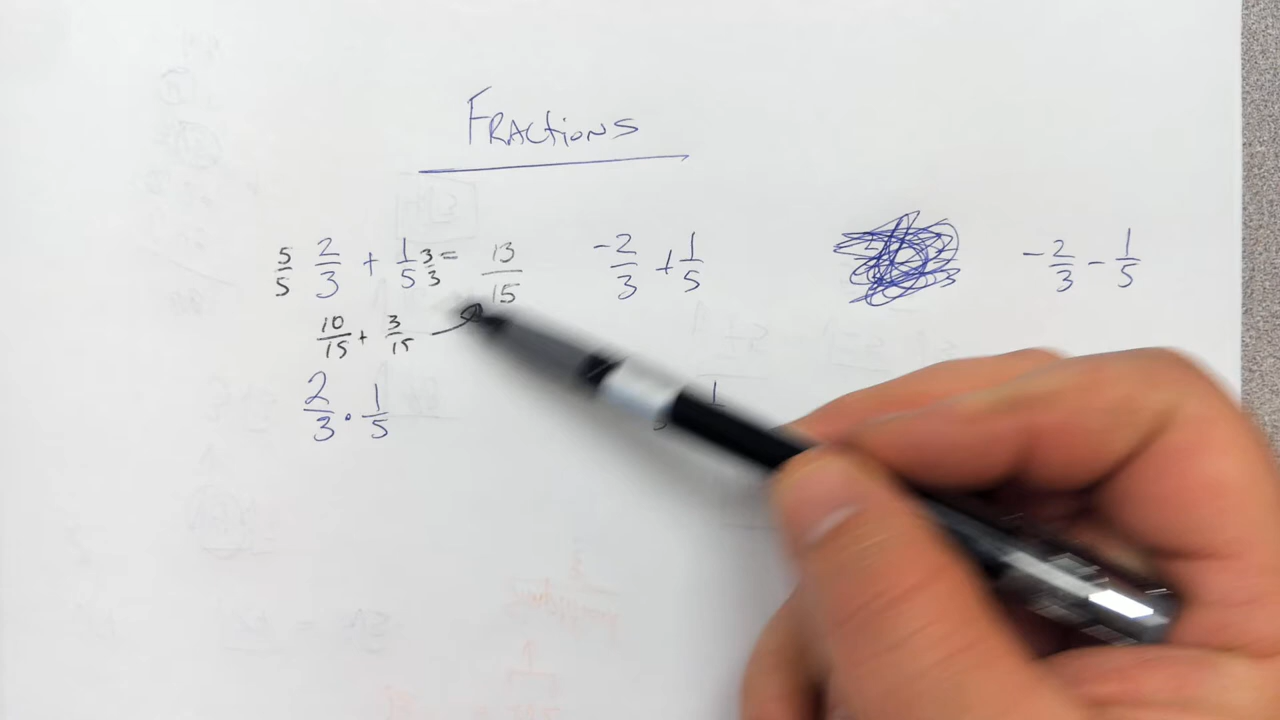 FRACtIONS
5/5 2/3 + 1/5 3/3 = 13/15
-2/3 + 1/5
-2/3 - 1/5
10/15 + 3/15
2/3 · 1/5